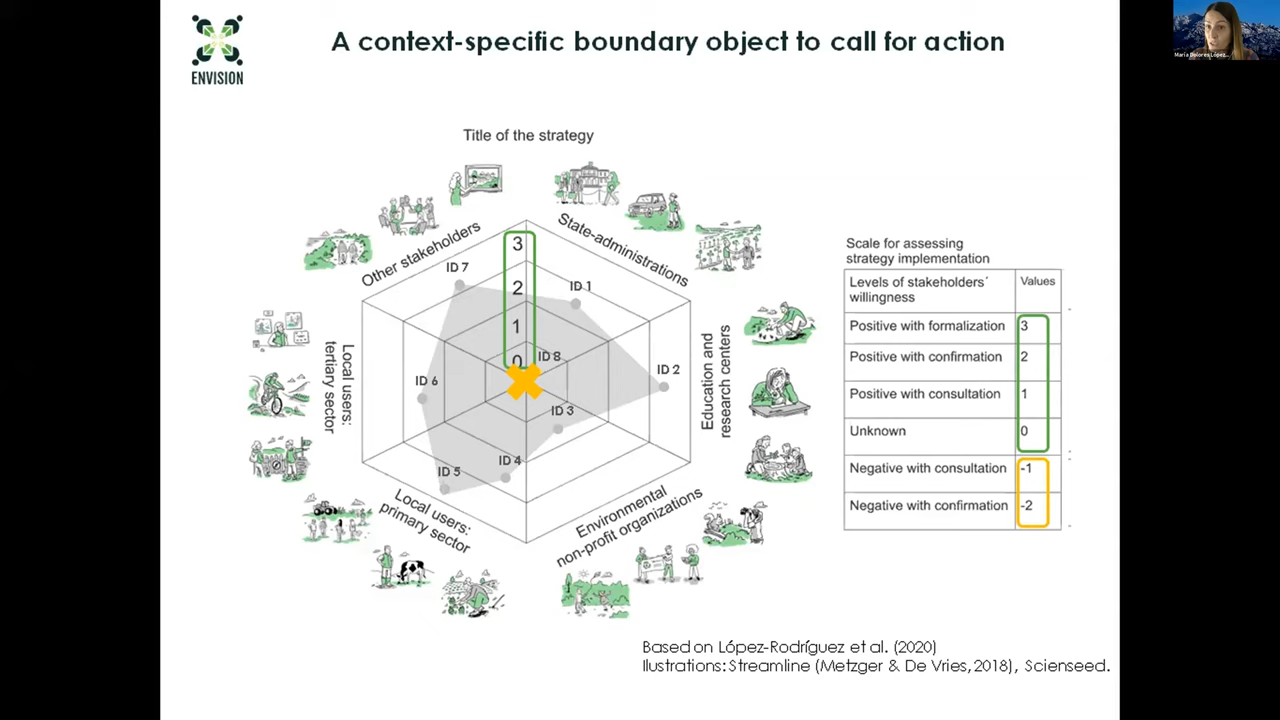 A context-specific boundary object to call for action
ENVISION
María Dolores López...
Title of the strategy
Other stakeholders
State-administrations
3
2
1
0
ID 7
ID 1
ID 8
ID 2
ID 6
ID 3
ID 4
ID 5
Local users:
tertiary sector
Education and
research centers
Local users:
primary sector
Environmental
non-profit organizations
Scale for assessing
strategy implementation
Levels of stakeholders´
willingness
Values
Positive with formalization 3
Positive with confirmation 2
Positive with consultation 1
Unknown 0
Negative with consultation -1
Negative with confirmation -2
Based on López-Rodríguez et al. (2020)
Ilustrations: Streamline (Metzger & De Vries, 2018), Scienseed.